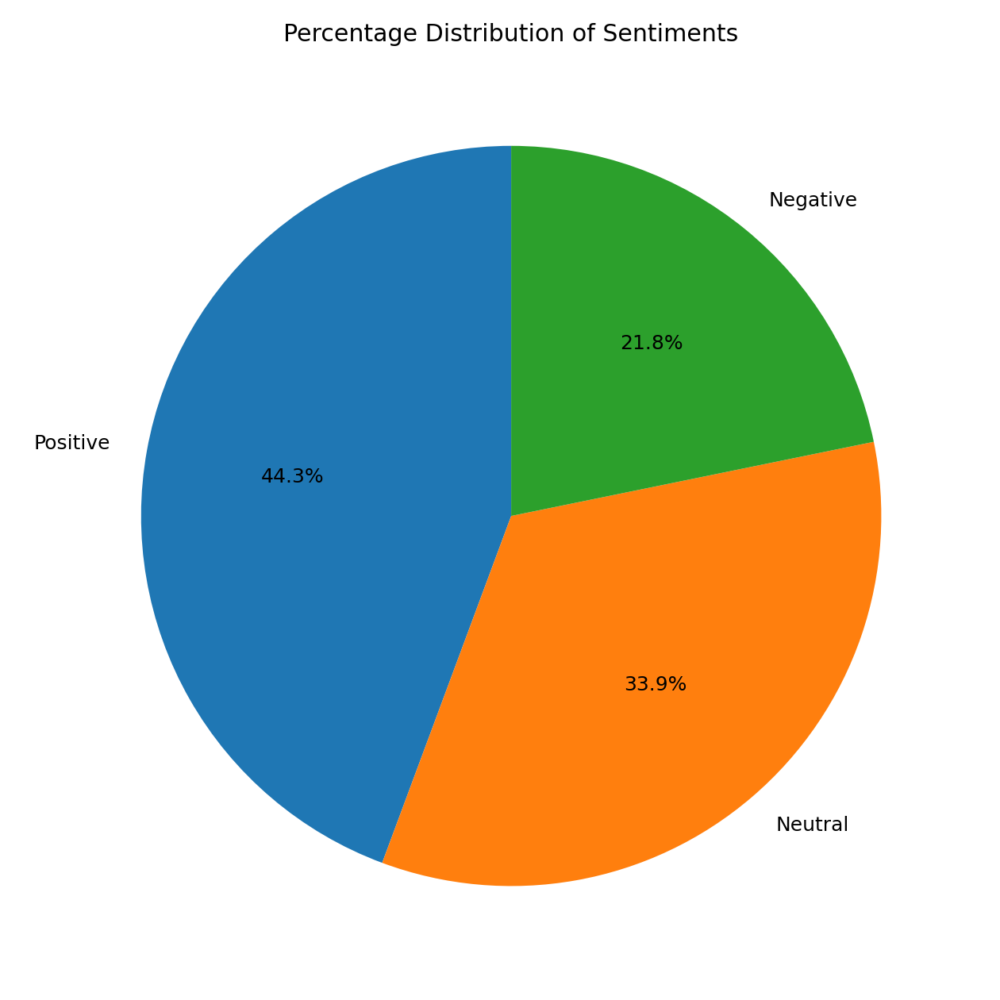 Percentage Distribution of Sentiments
Negative
21.8%
Positive
44.3%
33.9%
Neutral